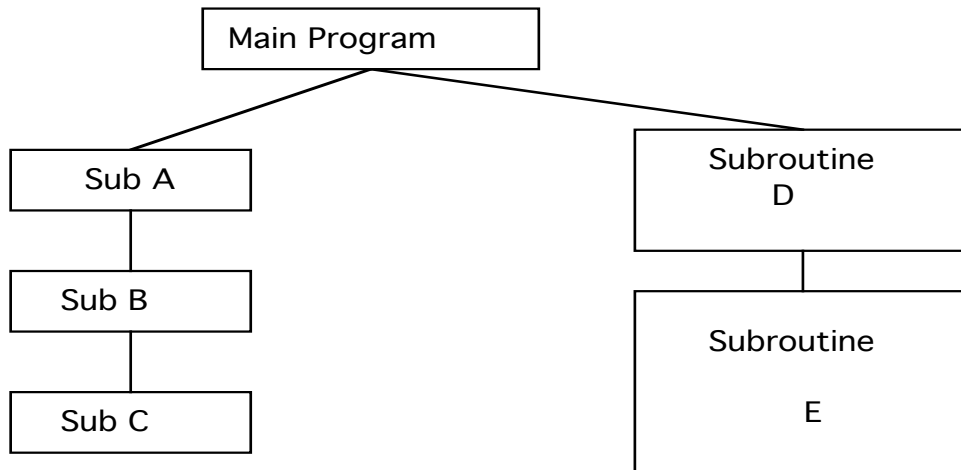 Main Program
Sub A
Sub B
Sub C
Subroutine
D
Subroutine
E